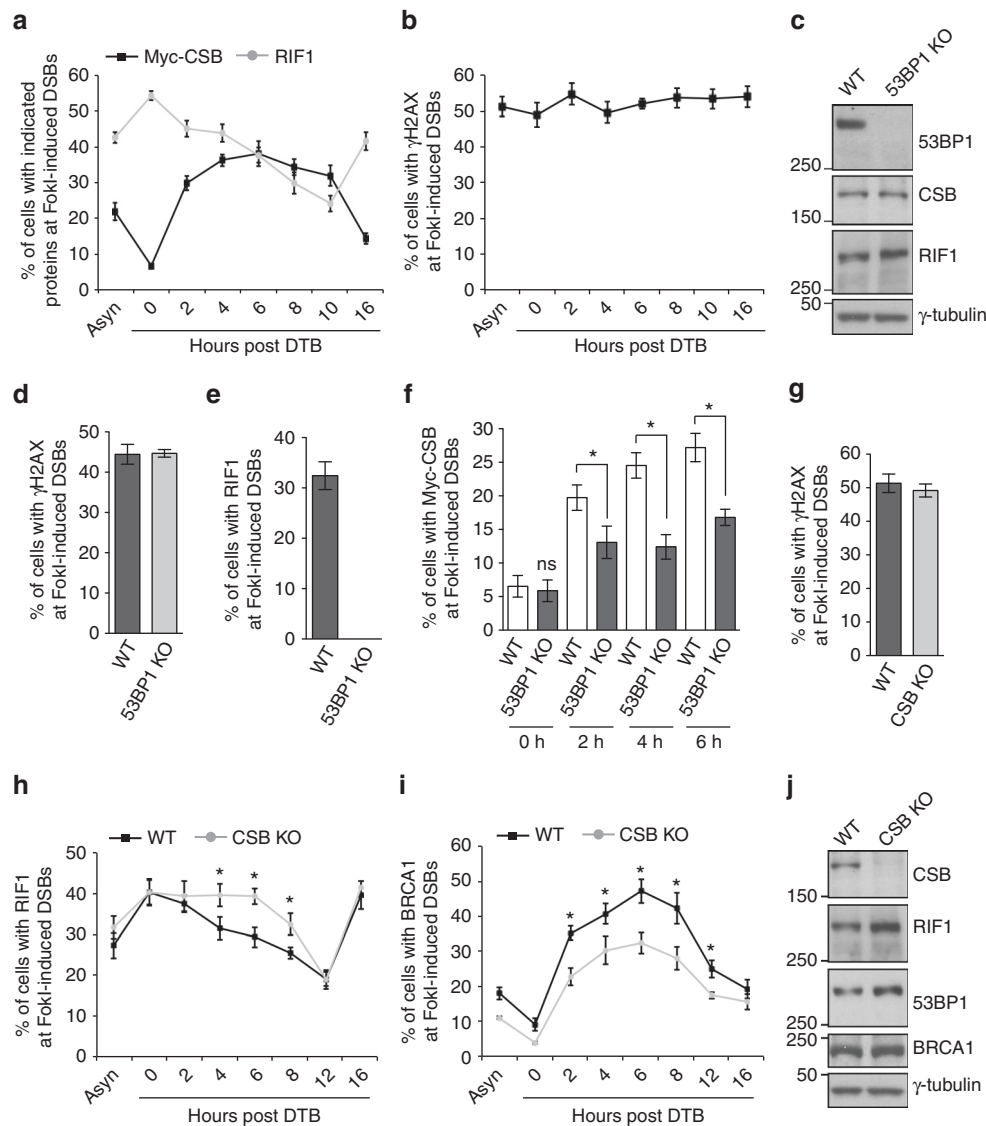 a
Myc-CSB RIF1
% of cells with indicated
proteins at FokI-induced DSBs
60
50
40
30
20
10
0
Asyn 0 2 4 6 8 10 16
Hours post DTB
b
% of cells with γH2AX
at FokI-induced DSBs
60
50
40
30
20
10
0
Asyn 0 2 4 6 8 10 16
Hours post DTB
c
WT 53BP1 KO
53BP1
250
CSB
150
RIF1
250
50
γ-tubulin
d
% of cells with γH2AX
at FokI-induced DSBs
50
40
30
20
10
0
WT 53BP1 KO
e
% of cells with RIF1
at FokI-induced DSBs
40
30
20
10
0
WT 53BP1 KO
f
% of cells with Myc-CSB
at FokI-induced DSBs
30
25
20
15
10
5
0
ns * * *
WT 53BP1 KO WT 53BP1 KO WT 53BP1 KO WT 53BP1 KO
0 h 2 h 4 h 6 h
g
% of cells with γH2AX
at FokI-induced DSBs
60
50
40
30
20
10
0
WT CSB KO
h
WT CSB KO
% of cells with RIF1
at FokI-induced DSBs
50
40
30
20
10
0
* * *
Asyn 0 2 4 6 8 12 16
Hours post DTB
i
WT CSB KO
% of cells with BRCA1
at FokI-induced DSBs
60
50
40
30
20
10
0
* * * * *
Asyn 0 2 4 6 8 12 16
Hours post DTB
j
WT CSB KO
CSB
150
RIF1
250
53BP1
250
250
BRCA1
50
γ-tubulin